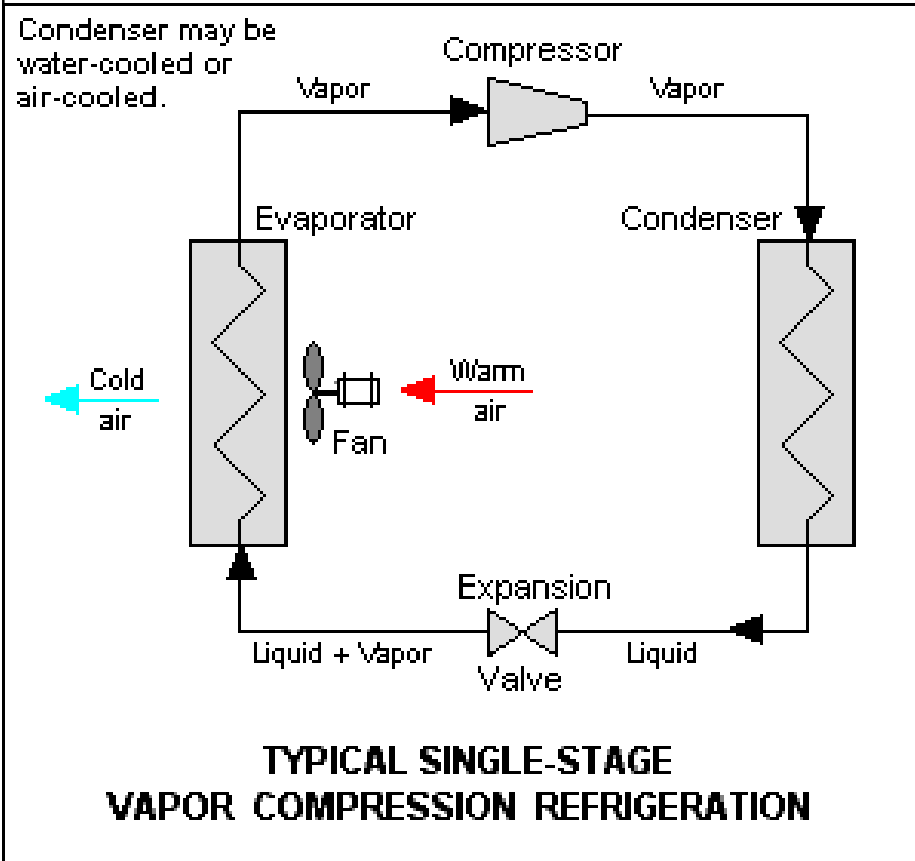 Condenser may be
water-cooled or
air-cooled.
Compressor
Vapor
Vapor
Evaporator
Condenser
Cold
air
Warm
air
Fan
Expansion
Valve
Liquid + Vapor
Liquid
TYPICAL SINGLE-STAGE
VAPOR COMPRESSION REFRIGERATION